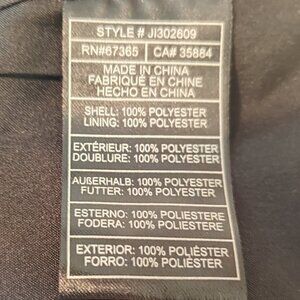 STYLE # JI302609
RN#67365 CA# 35884
MADE IN CHINA
FABRIQUÉ EN CHINE
HECHO EN CHINA
SHELL: 100% POLYESTER
LINING: 100% POLYESTER
EXTÉRIEUR: 100% POLYESTER
DOUBLURE: 100% POLYESTER
AUßERHALB: 100% POLYESTER
FUTTER: 100% POLYESTER
ESTERNO: 100% POLIESTERE
FODERA: 100% POLIESTERE
EXTERIOR: 100% POLIÉSTER
FORRO: 100% POLIÉSTER